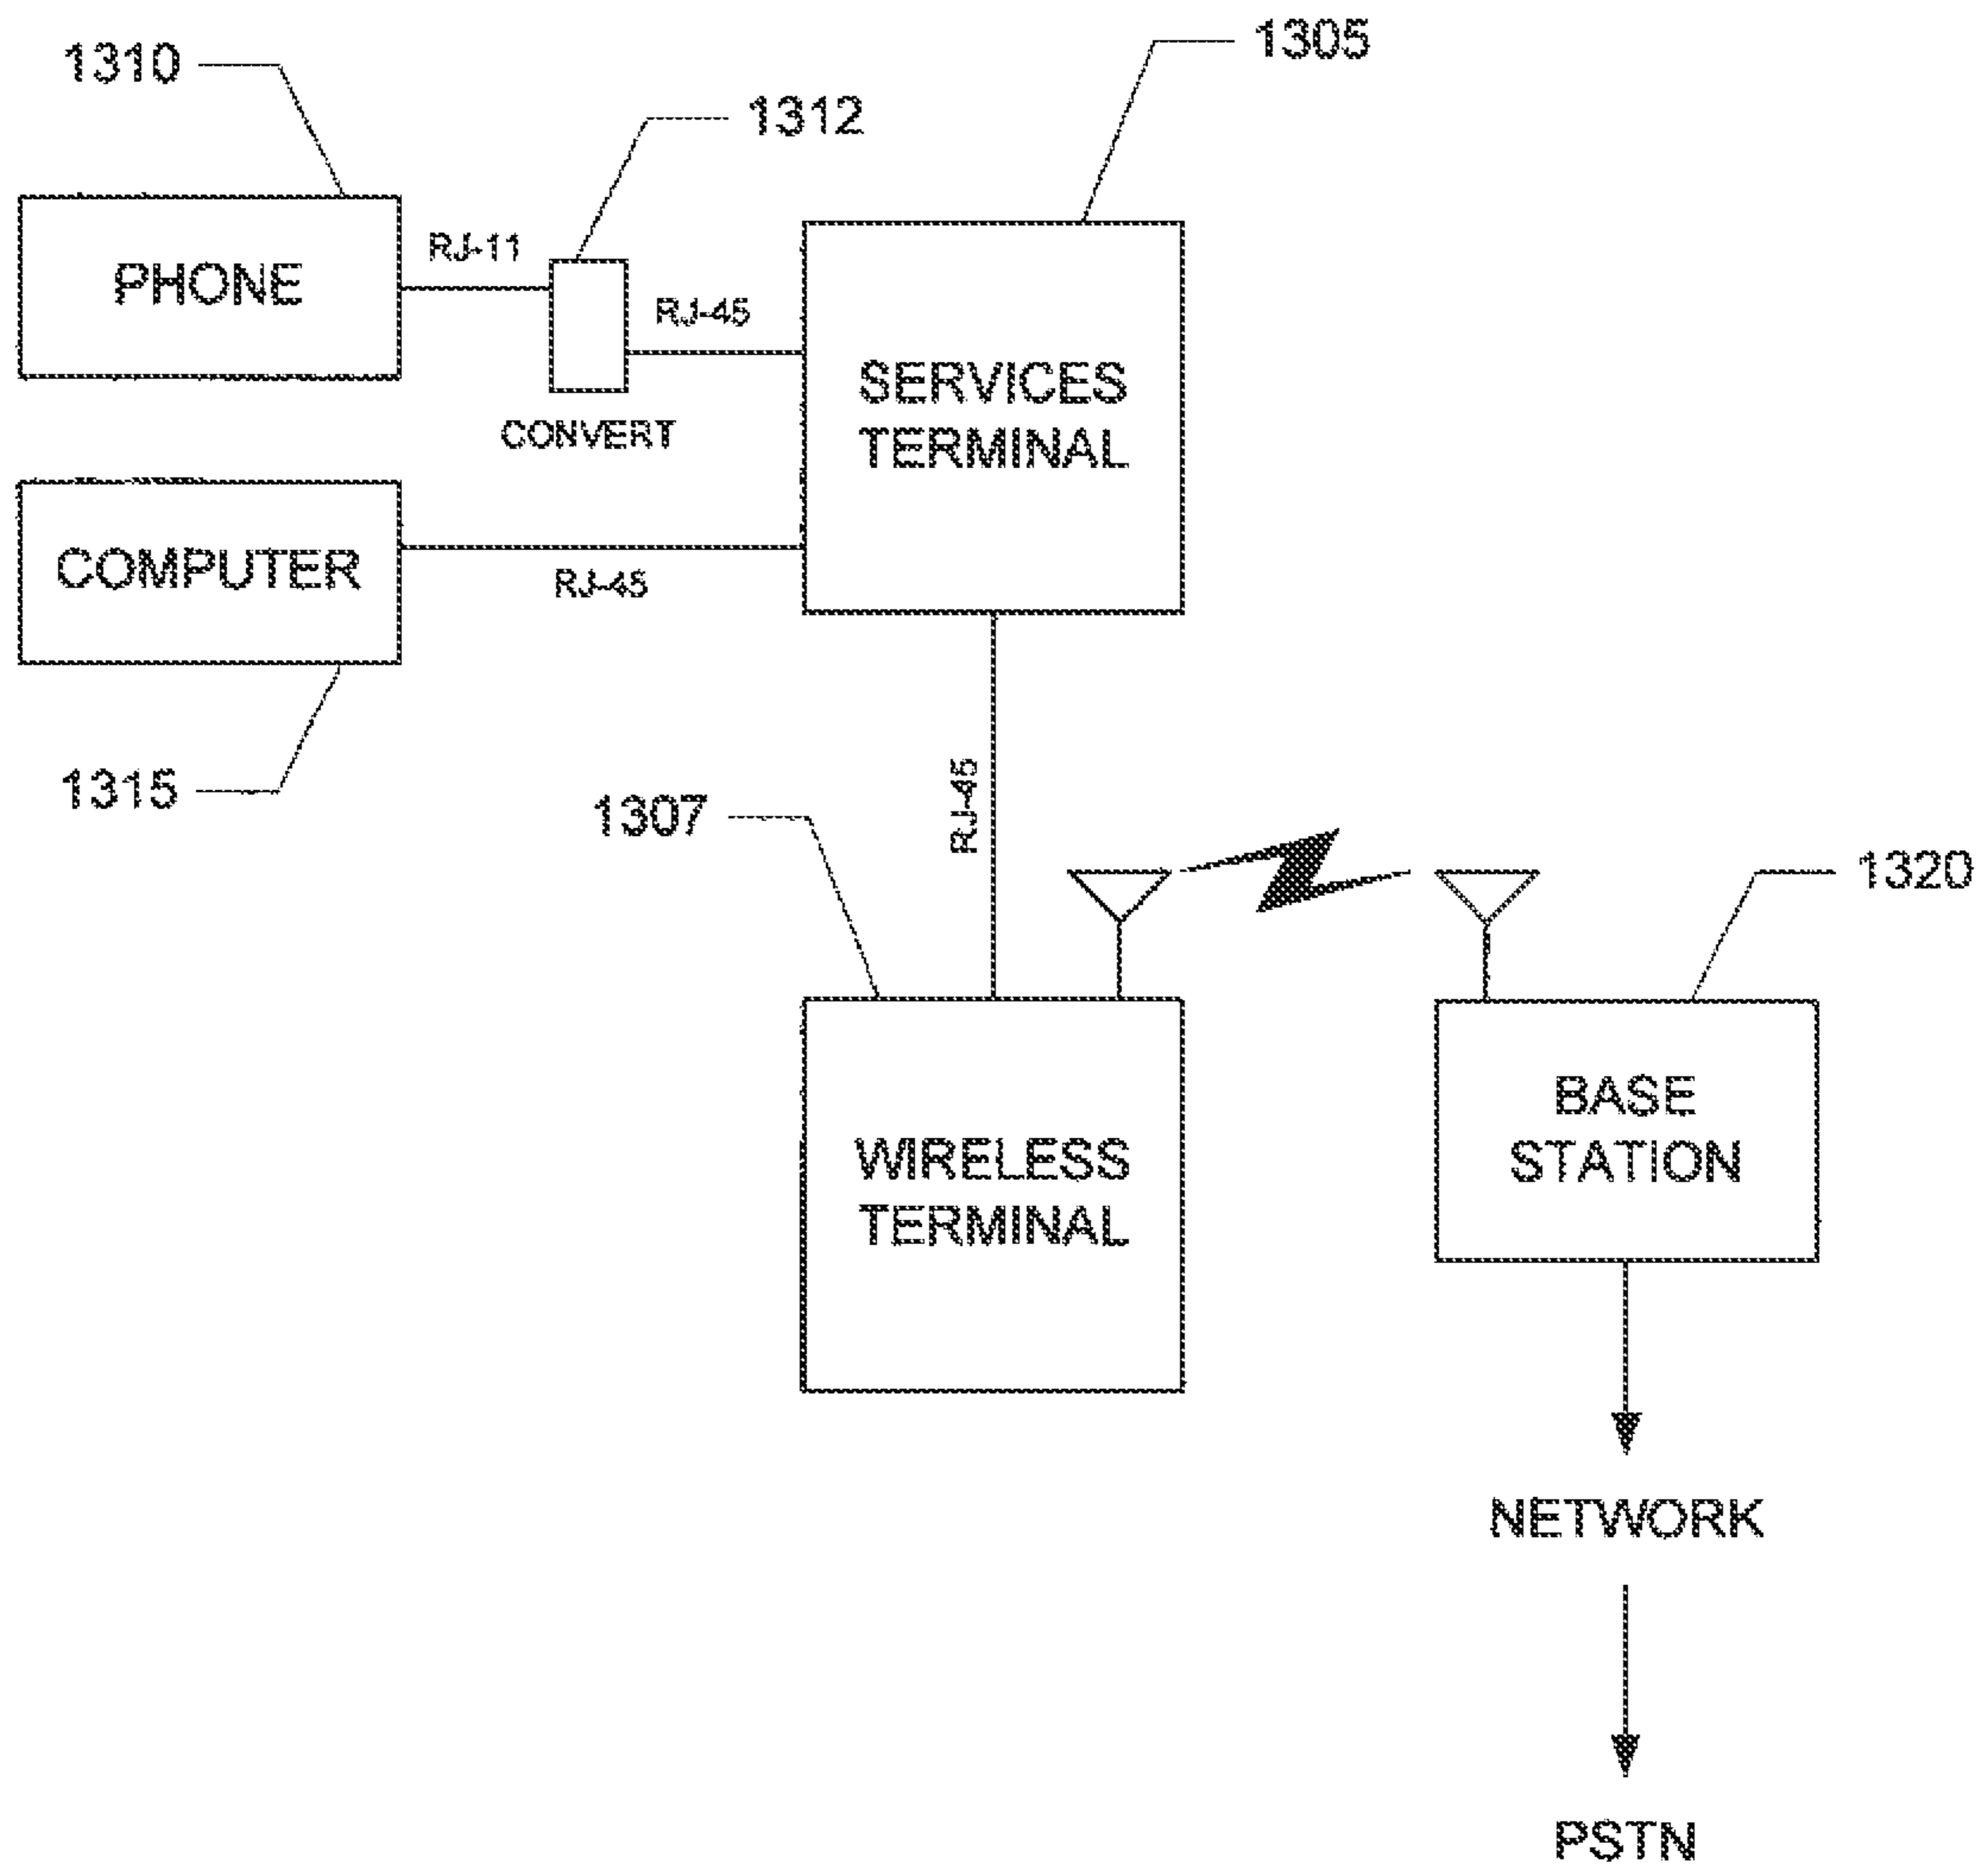 1305
1310
1312
PHONE
RJ-11
RJ-45
SERVICES
TERMINAL
CONVERT
COMPUTER
RJ-45
1315
1307
RJ-45
1320
BASE
STATION
WIRELESS
TERMINAL
NETWORK
PSTN